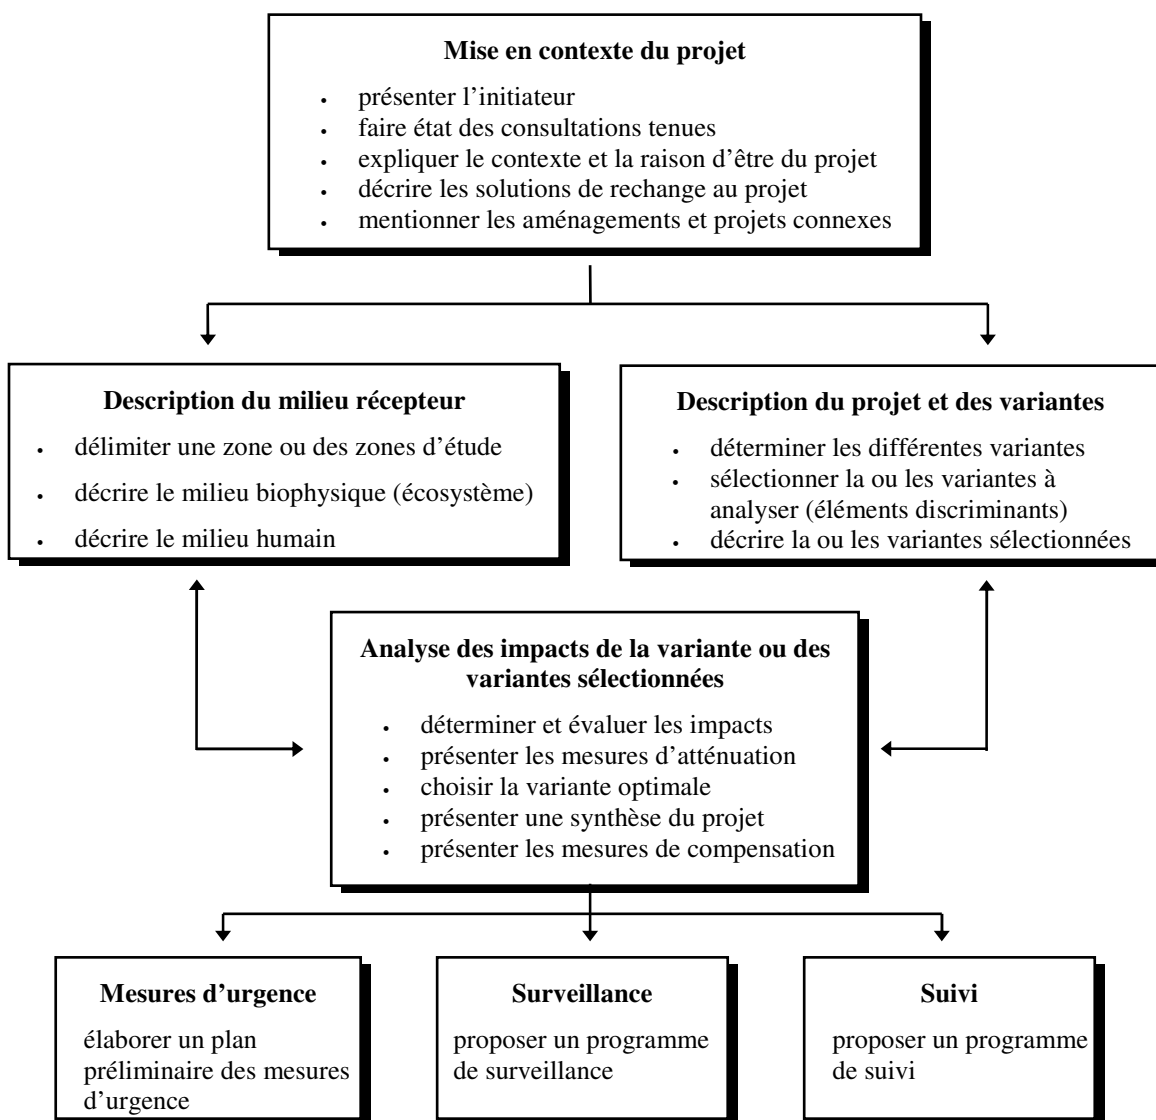 Mise en contexte du projet
• présenter l’initiateur
• faire état des consultations tenues
• expliquer le contexte et la raison d’être du projet
• décrire les solutions de rechange au projet
• mentionner les aménagements et projets connexes
Description du milieu récepteur
• délimiter une zone ou des zones d’étude
• décrire le milieu biophysique (écosystème)
• décrire le milieu humain
Description du projet et des variantes
• déterminer les différentes variantes
• sélectionner la ou les variantes à
analyser (éléments discriminants)
• décrire la ou les variantes sélectionnées
Analyse des impacts de la variante ou des
variantes sélectionnées
• déterminer et évaluer les impacts
• présenter les mesures d’atténuation
• choisir la variante optimale
• présenter une synthèse du projet
• présenter les mesures de compensation
Mesures d’urgence
élaborer un plan
préliminaire des mesures
d’urgence
Surveillance
proposer un programme
de surveillance
Suivi
proposer un programme
de suivi